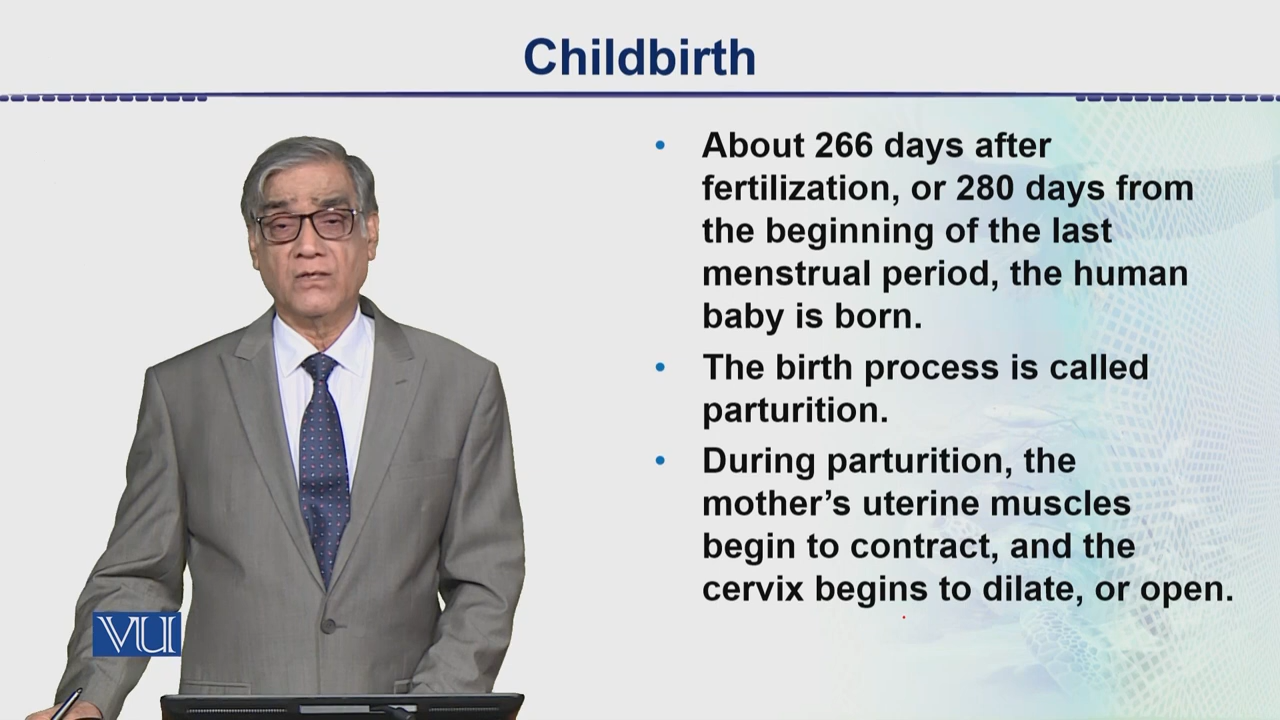 Childbirth
• About 266 days after
fertilization, or 280 days from
the beginning of the last
menstrual period, the human
baby is born.
• The birth process is called
parturition.
• During parturition, the
mother’s uterine muscles
begin to contract, and the
cervix begins to dilate, or open.
VU